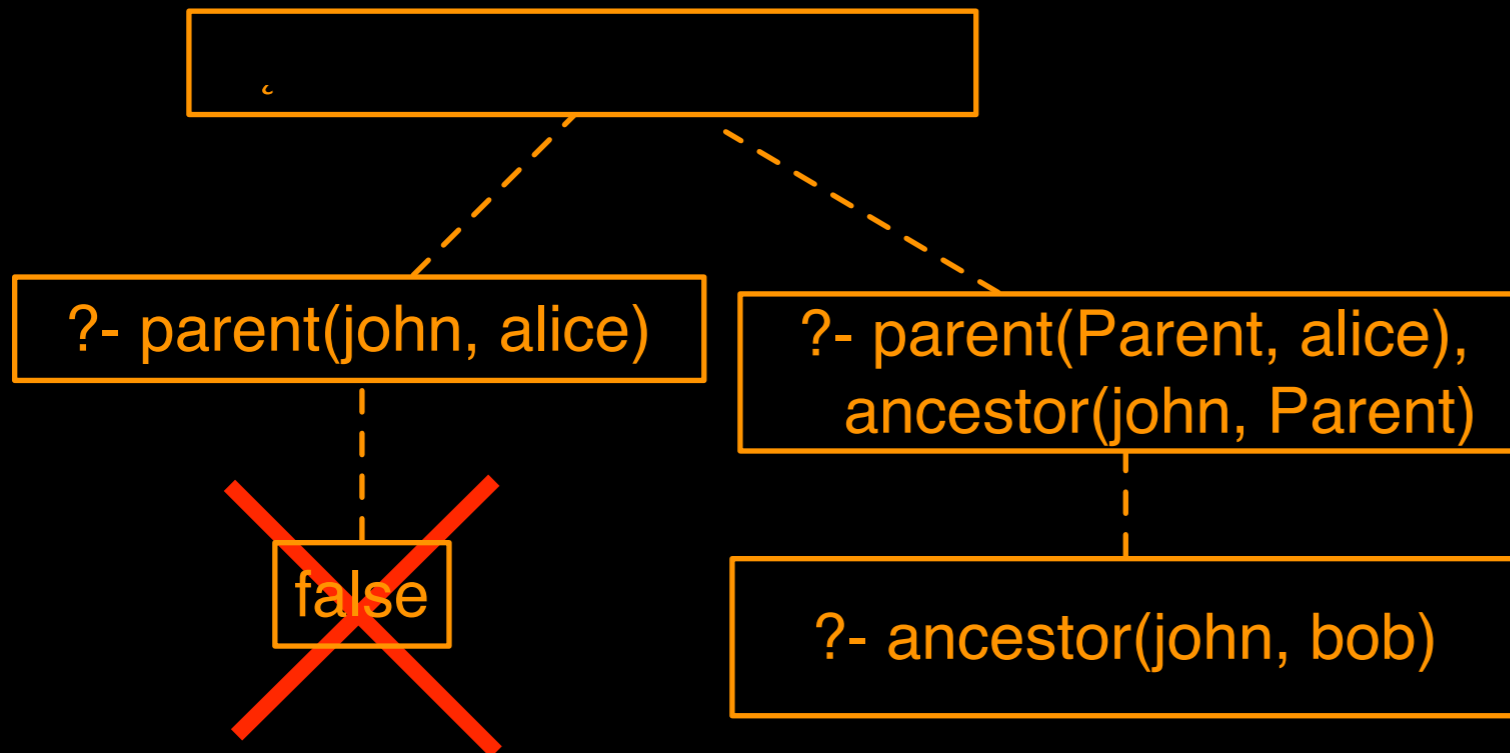 ?- parent(john, alice)
?- parent(Parent, alice),
ancestor(john, Parent)
false
?- ancestor(john, bob)